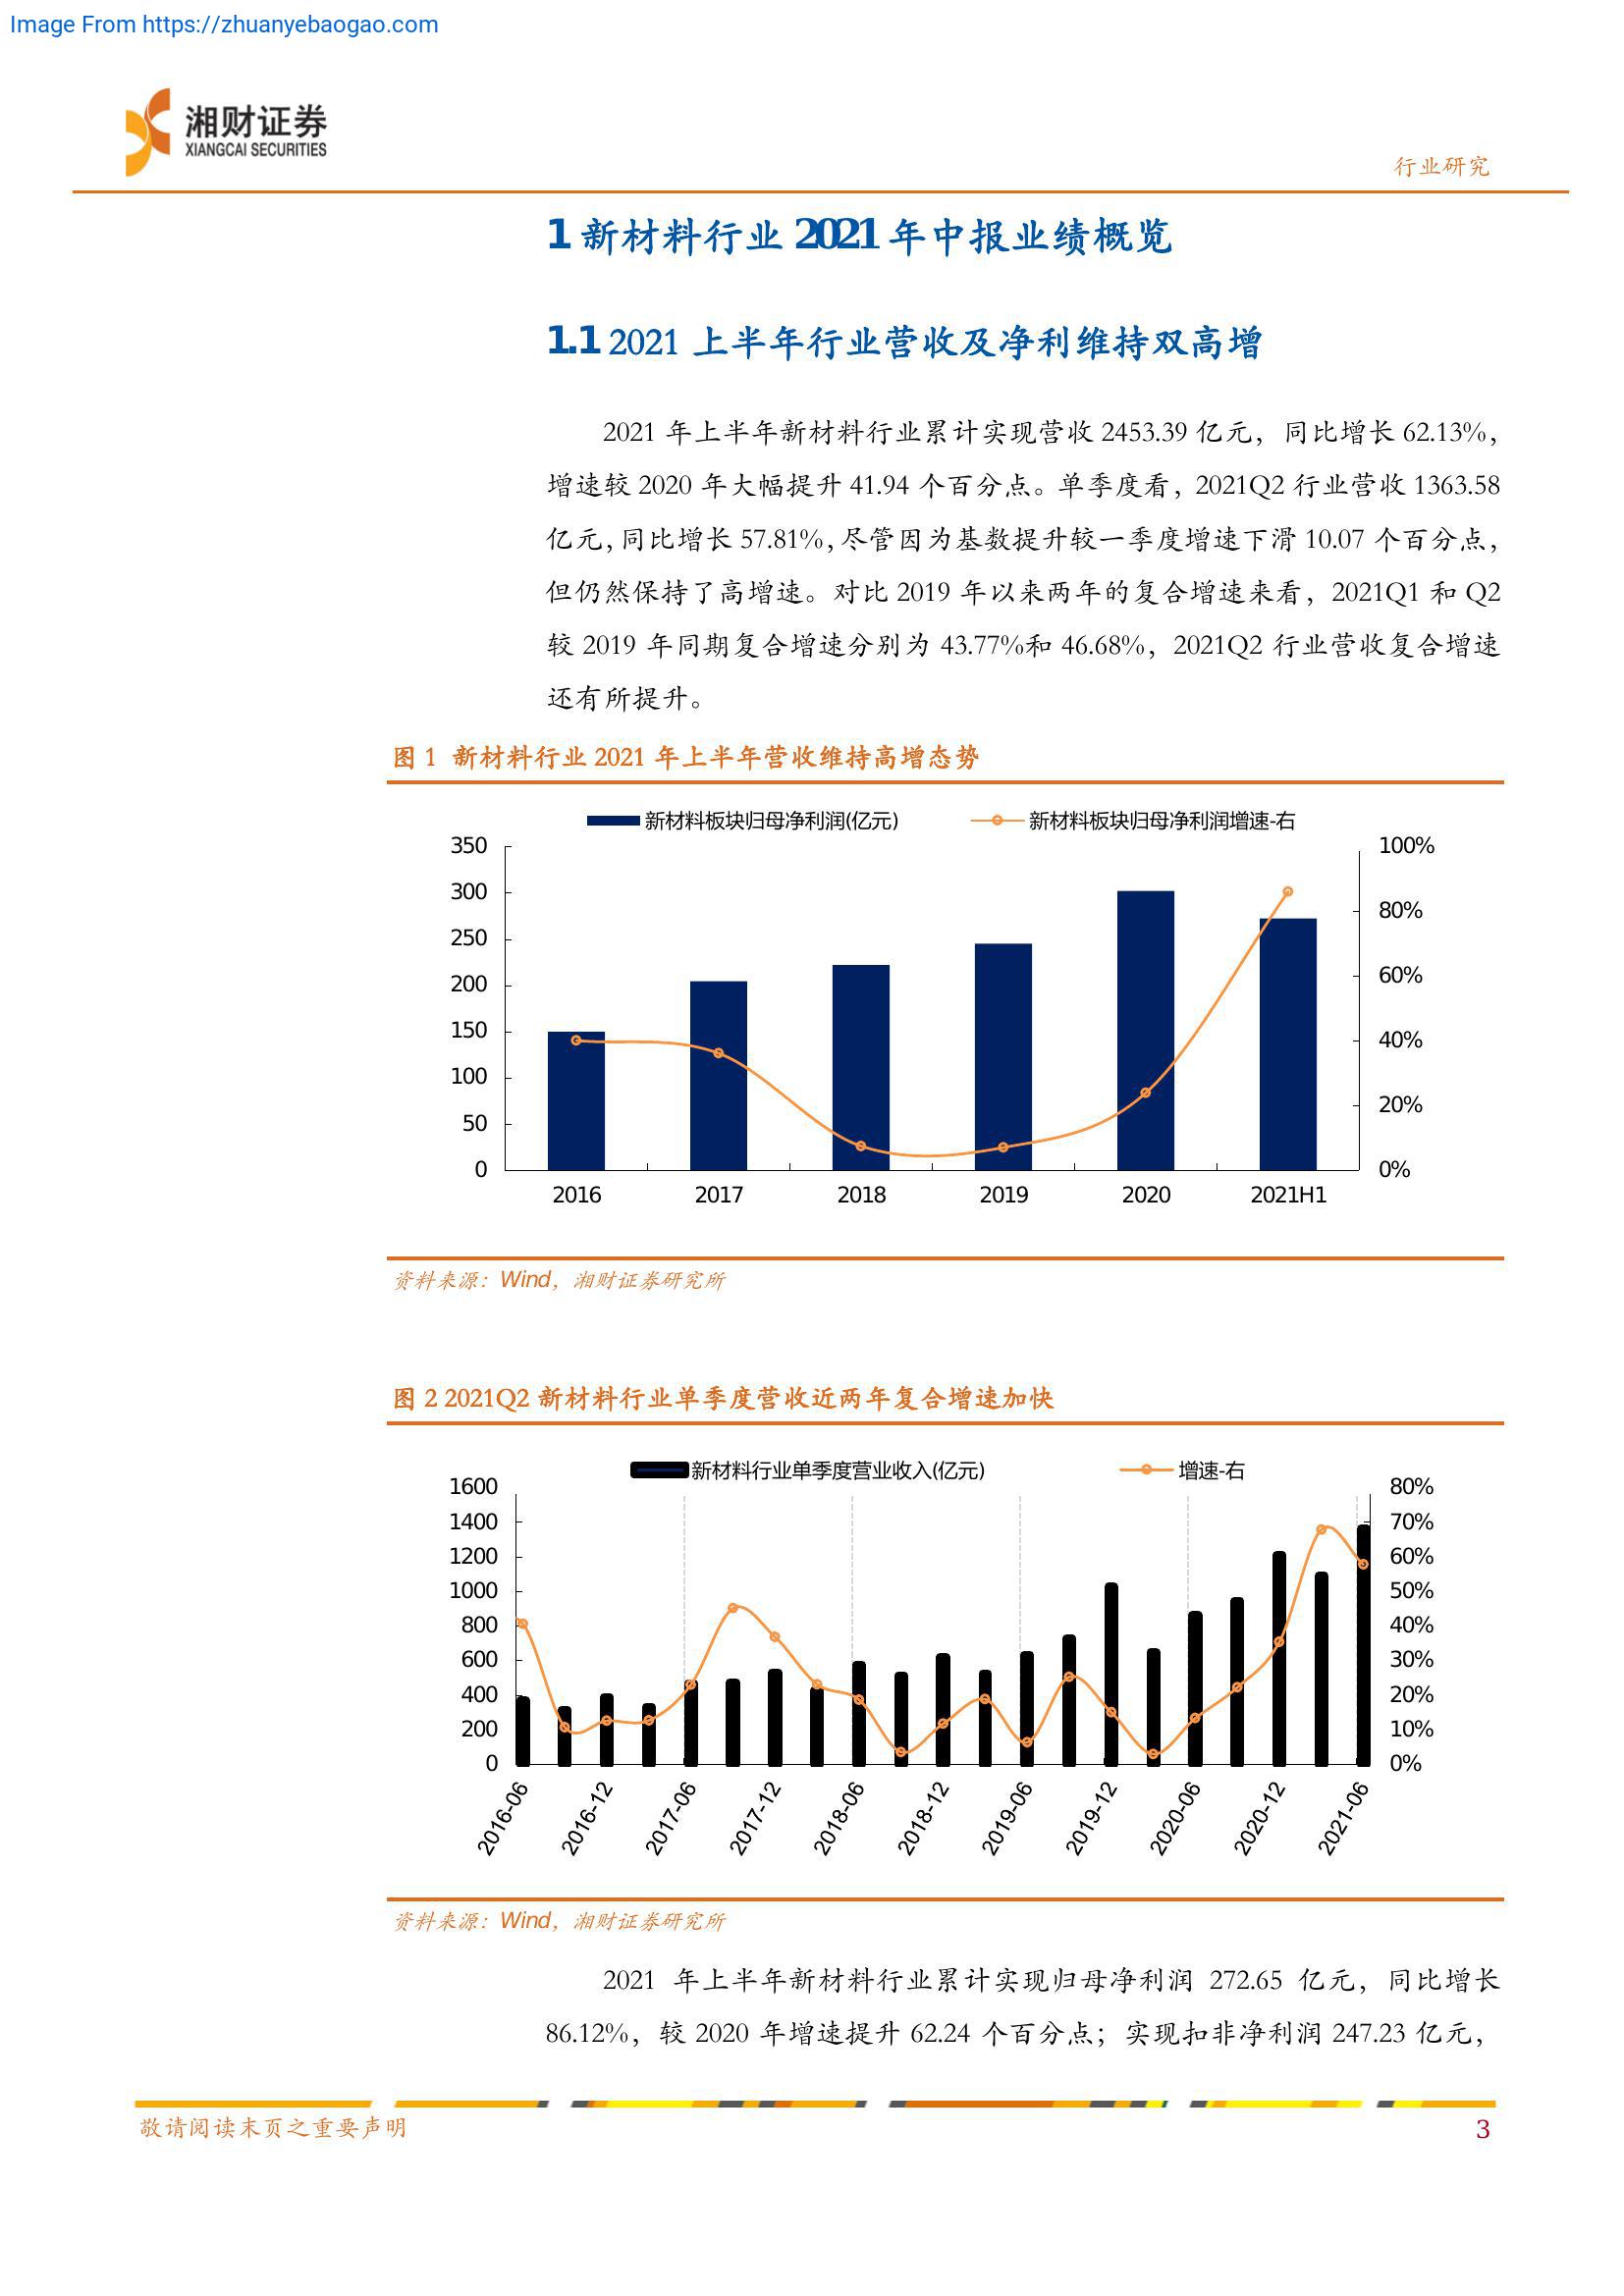 Image From https://zhuanyebaogao.com
湘财证券
XIANGCAI SECURITIES
行业研究
1 新材料行业 2021 年中报业绩概览
1.1 2021 上半年行业营收及净利维持双高增
2021 年上半年新材料行业累计实现营收 2453.39 亿元，同比增长 62.13%，
增速较 2020 年大幅提升 41.94 个百分点。单季度看，2021Q2 行业营收 1363.58
亿元，同比增长 57.81%，尽管因为基数提升较一季度增速下滑 10.07 个百分点，
但仍然保持了高增速。对比 2019 年以来两年的复合增速来看，2021Q1 和 Q2
较 2019 年同期复合增速分别为 43.77%和 46.68%，2021Q2 行业营收复合增速
还有所提升。
图 1 新材料行业 2021 年上半年营收维持高增态势
新材料板块归母净利润(亿元) 新材料板块归母净利润增速-右
350 100%
300
250 80%
200 60%
150 40%
100
50 20%
0 0%
2016 2017 2018 2019 2020 2021H1
资料来源：Wind，湘财证券研究所
图 2 2021Q2 新材料行业单季度营收近两年复合增速加快
新材料行业单季度营业收入(亿元) 增速-右
1600 80%
1400 70%
1200 60%
1000 50%
800 40%
600 30%
400 20%
200 10%
0 0%
2016-06 2016-12 2017-06 2017-12 2018-06 2018-12 2019-06 2019-12 2020-06 2020-12 2021-06
资料来源：Wind，湘财证券研究所
2021 年上半年新材料行业累计实现归母净利润 272.65 亿元，同比增长
86.12%，较 2020 年增速提升 62.24 个百分点；实现扣非净利润 247.23 亿元，
敬请阅读末页之重要声明
3